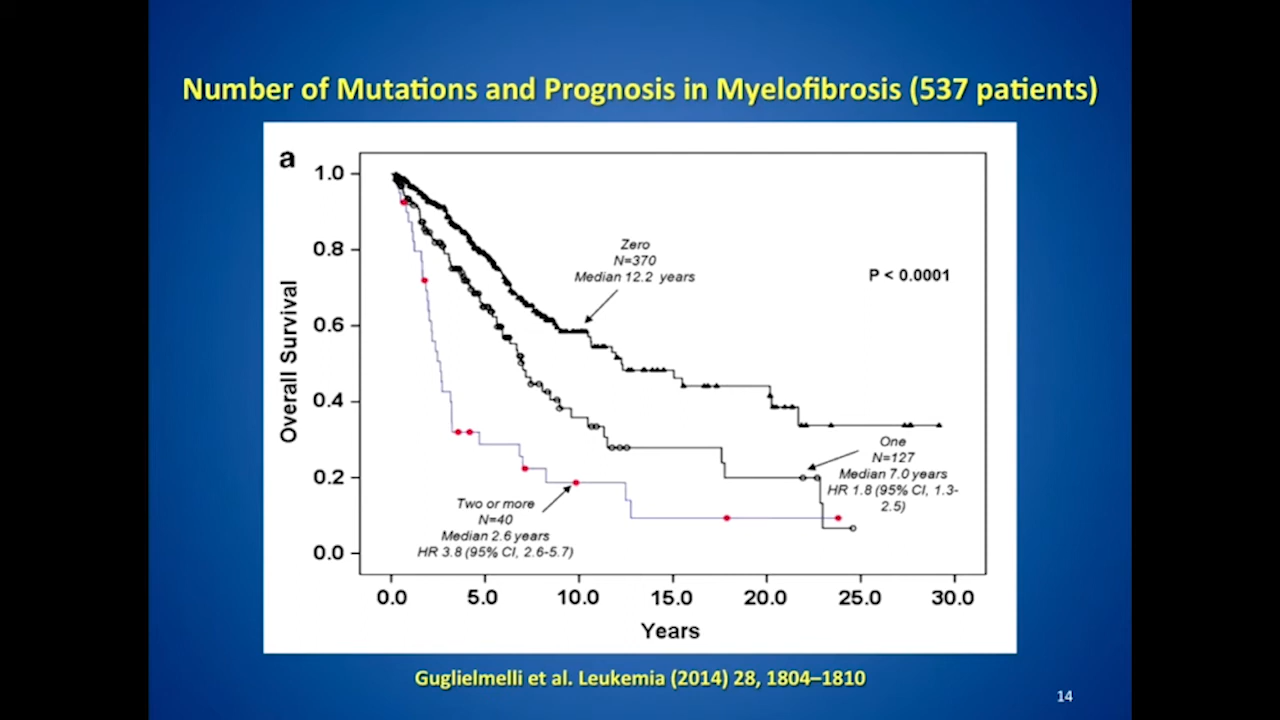 Number of Mutations and Prognosis in Myelofibrosis (537 patients)
a
1.0
0.8
0.6
0.4
0.2
0.0
Overall Survival
Zero
N=370
Median 12.2 years
P < 0.0001
One
N=127
Median 7.0 years
HR 1.8 (95% CI, 1.3-
2.5)
Two or more
N=40
Median 2.6 years
HR 3.8 (95% CI, 2.6-5.7)
0.0 5.0 10.0 15.0 20.0 25.0 30.0
Years
Guglielmelli et al. Leukemia (2014) 28, 1804–1810
14